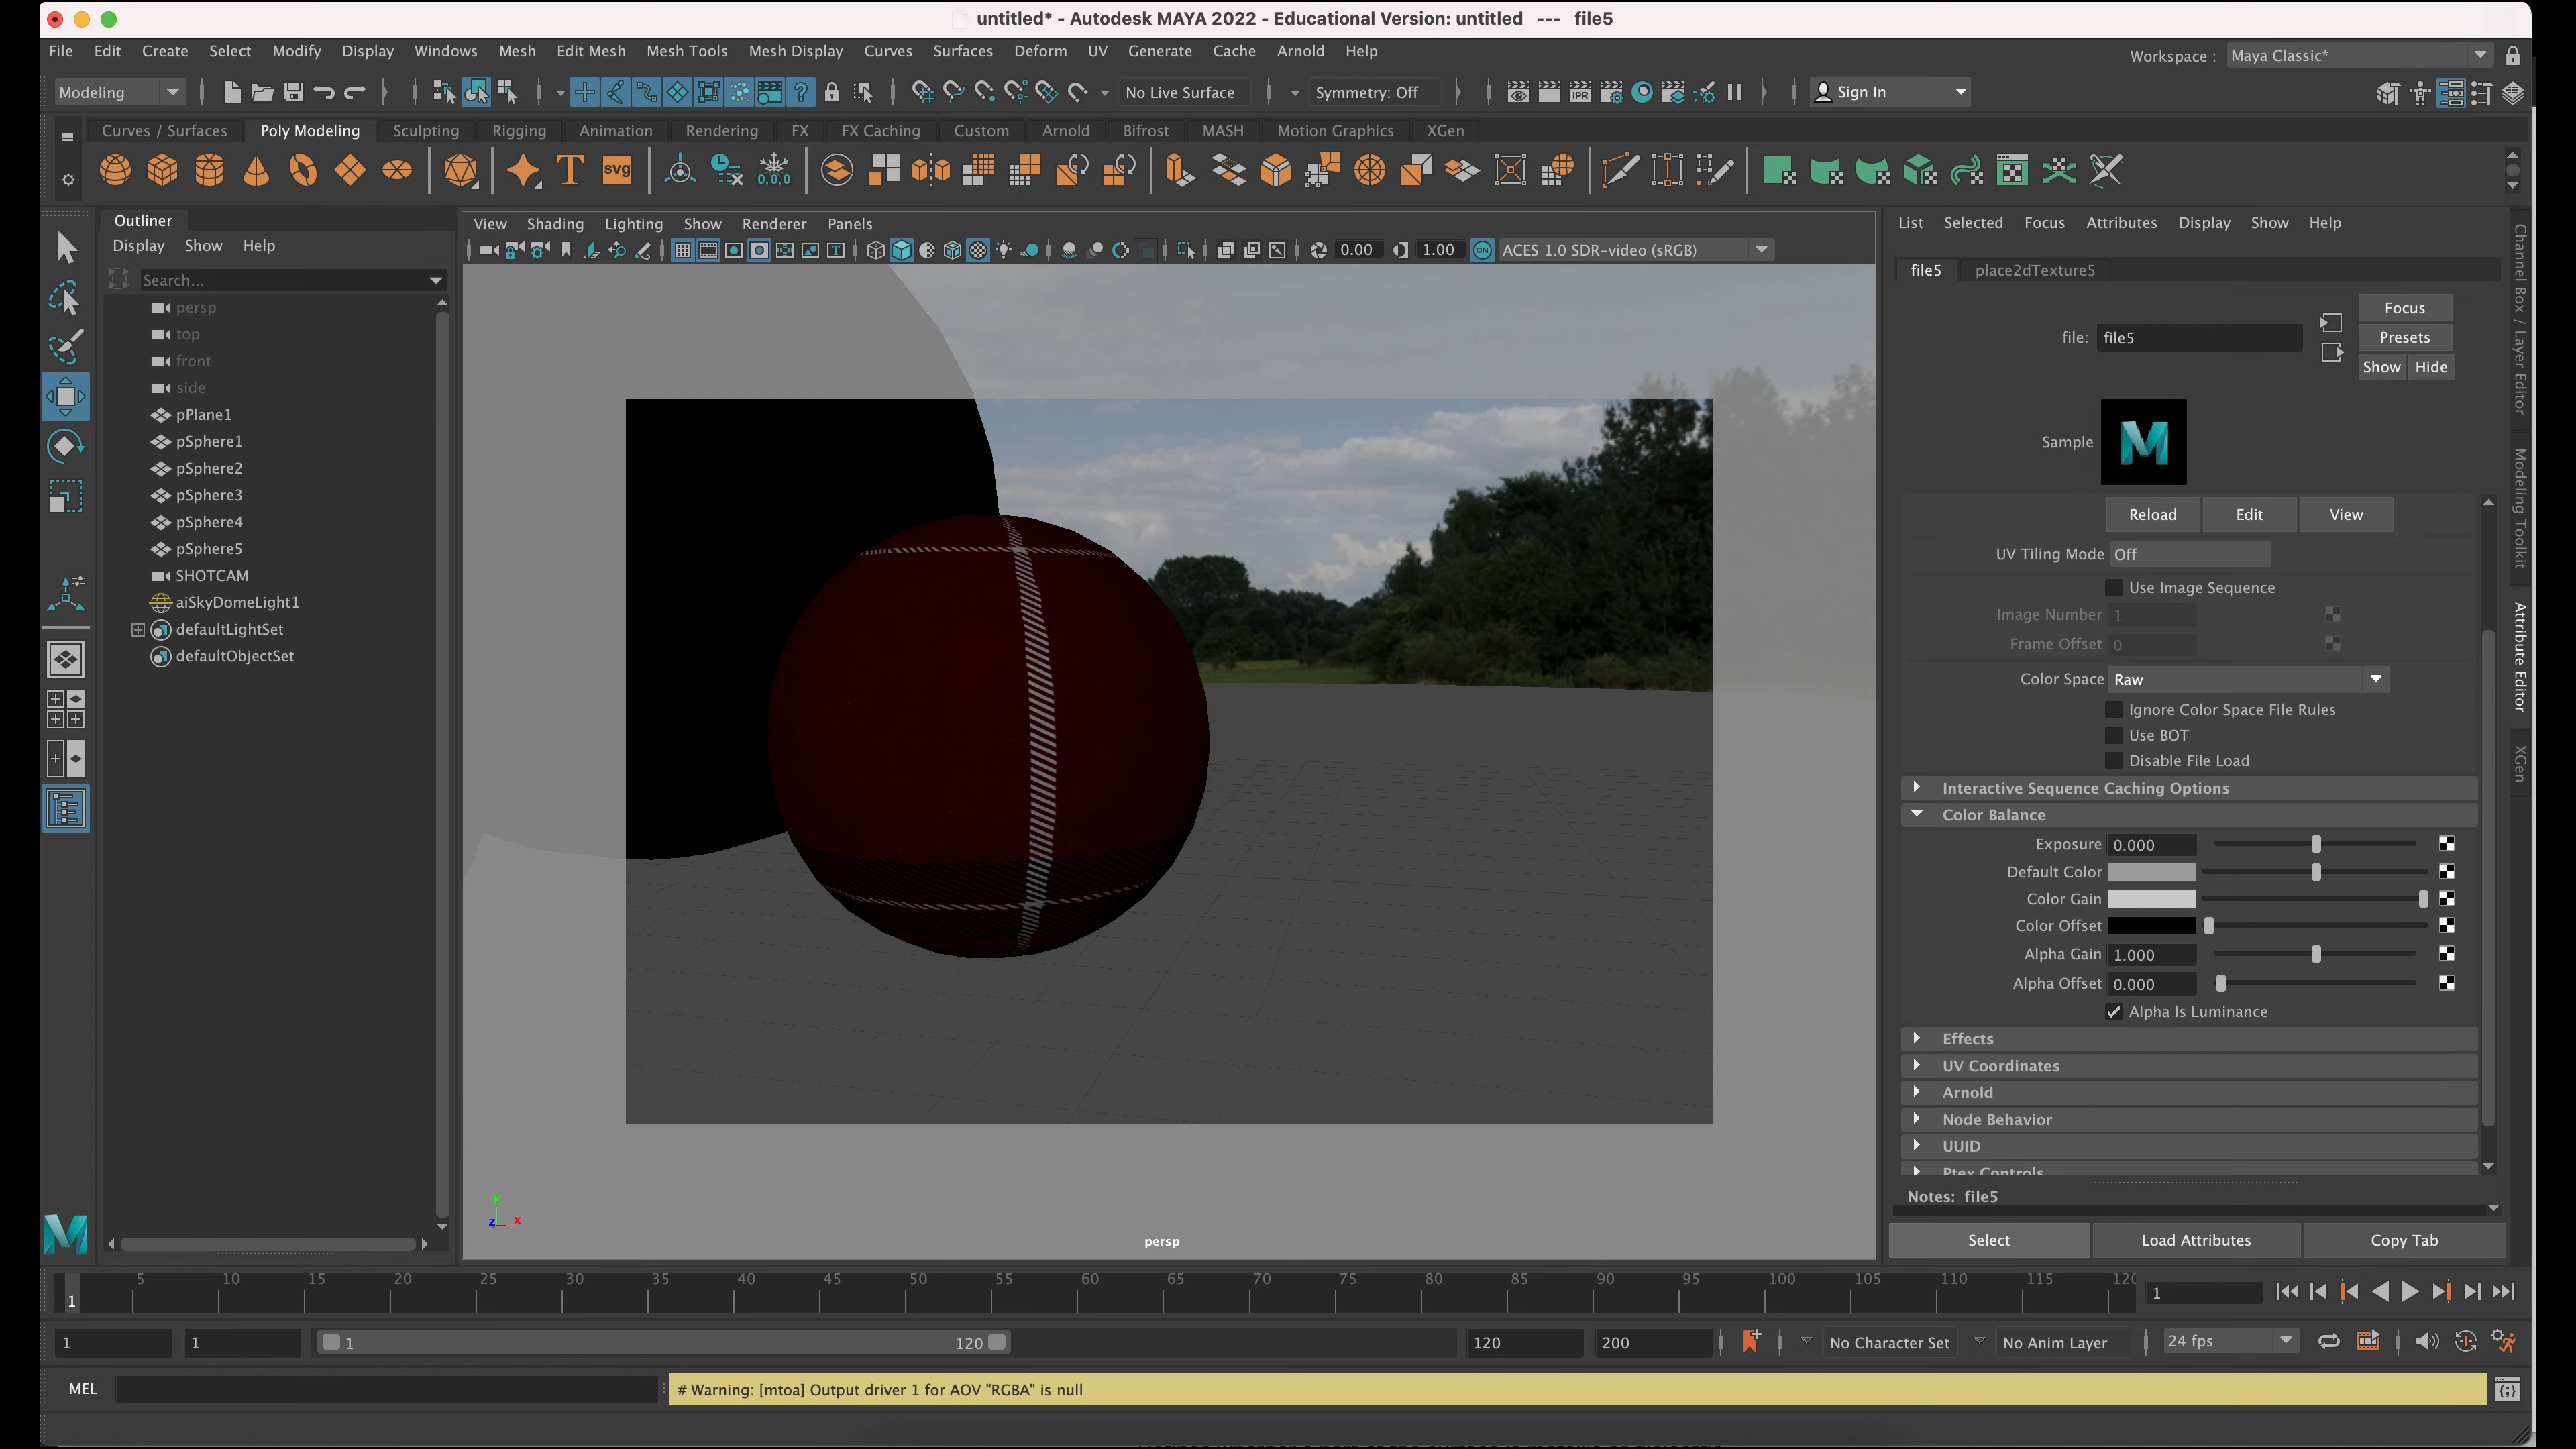 untitled* - Autodesk MAYA 2022 - Educational Version: untitled --- file5
File Edit Create Select Modify Display Windows Mesh Edit Mesh Mesh Tools Mesh Display Curves Surfaces Deform UV Generate Cache Arnold Help
Workspace : Maya Classic*
Modeling No Live Surface Symmetry: Off IPR Sign In
Curves / Surfaces Poly Modeling Sculpting Rigging Animation Rendering FX FX Caching Custom Arnold Bifrost MASH Motion Graphics XGen
T svg 0,0,0
Outliner
Display Show Help
Search...
persp
top
front
side
pPlane1
pSphere1
pSphere2
pSphere3
pSphere4
pSphere5
SHOTCAM
aiSkyDomeLight1
defaultLightSet
defaultObjectSet
View Shading Lighting Show Renderer Panels
0.00 1.00 ON ACES 1.0 SDR-video (sRGB)
y
z x
persp
List Selected Focus Attributes Display Show Help
file5 place2dTexture5
file: file5
Focus
Presets
Show Hide
Sample
Reload Edit View
UV Tiling Mode Off
Use Image Sequence
Image Number 1
Frame Offset 0
Color Space Raw
Ignore Color Space File Rules
Use BOT
Disable File Load
Interactive Sequence Caching Options
Color Balance
Exposure 0.000
Default Color
Color Gain
Color Offset
Alpha Gain 1.000
Alpha Offset 0.000
Alpha Is Luminance
Effects
UV Coordinates
Arnold
Node Behavior
UUID
Ptex Controls
Notes: file5
Select Load Attributes Copy Tab
Channel Box / Layer Editor
Modeling Toolkit
Attribute Editor
XGen
1 5 10 15 20 25 30 35 40 45 50 55 60 65 70 75 80 85 90 95 100 105 110 115 120
1
1 1 1 120 120 200 No Character Set No Anim Layer 24 fps
MEL # Warning: [mtoa] Output driver 1 for AOV "RGBA" is null